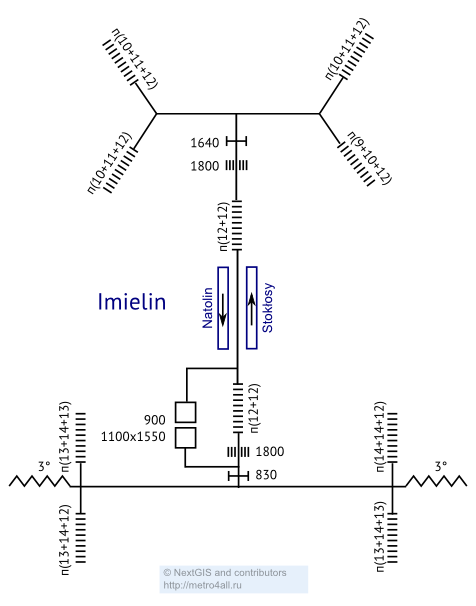 п(10+11+12)
п(10+11+12)
п(10+11+12)
п(9+10+12)
1640
1800
п(12+12)
Imielin
Natolin
Stokłosy
п(12+12)
900
1100x1550
1800
830
п(13+14+13)
п(14+14+12)
3°
3°
п(13+14+12)
п(13+14+13)
© NextGIS and contributors
http://metro4all.ru